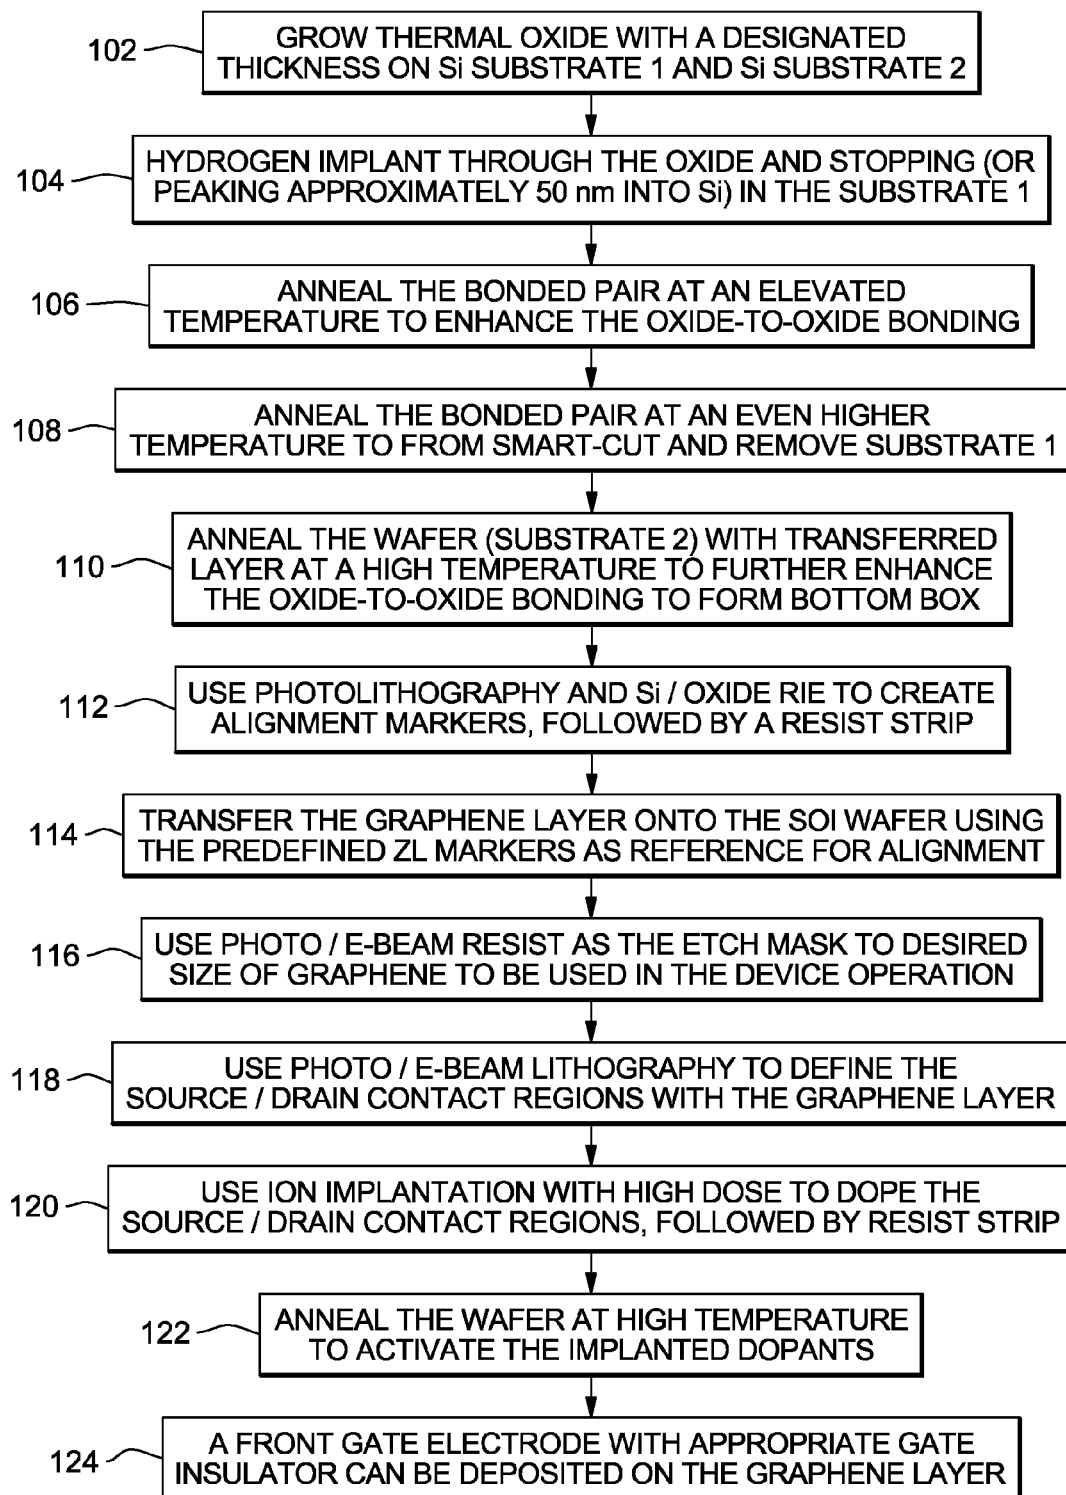 102
GROW THERMAL OXIDE WITH A DESIGNATED
THICKNESS ON Si SUBSTRATE 1 AND Si SUBSTRATE 2
104
HYDROGEN IMPLANT THROUGH THE OXIDE AND STOPPING (OR
PEAKING APPROXIMATELY 50 nm INTO Si) IN THE SUBSTRATE 1
106
ANNEAL THE BONDED PAIR AT AN ELEVATED
TEMPERATURE TO ENHANCE THE OXIDE-TO-OXIDE BONDING
108
ANNEAL THE BONDED PAIR AT AN EVEN HIGHER
TEMPERATURE TO FROM SMART-CUT AND REMOVE SUBSTRATE 1
110
ANNEAL THE WAFER (SUBSTRATE 2) WITH TRANSFERRED
LAYER AT A HIGH TEMPERATURE TO FURTHER ENHANCE
THE OXIDE-TO-OXIDE BONDING TO FORM BOTTOM BOX
112
USE PHOTOLITHOGRAPHY AND Si / OXIDE RIE TO CREATE
ALIGNMENT MARKERS, FOLLOWED BY A RESIST STRIP
114
TRANSFER THE GRAPHENE LAYER ONTO THE SOI WAFER USING
THE PREDEFINED ZL MARKERS AS REFERENCE FOR ALIGNMENT
116
USE PHOTO / E-BEAM RESIST AS THE ETCH MASK TO DESIRED
SIZE OF GRAPHENE TO BE USED IN THE DEVICE OPERATION
118
USE PHOTO / E-BEAM LITHOGRAPHY TO DEFINE THE
SOURCE / DRAIN CONTACT REGIONS WITH THE GRAPHENE LAYER
120
USE ION IMPLANTATION WITH HIGH DOSE TO DOPE THE
SOURCE / DRAIN CONTACT REGIONS, FOLLOWED BY RESIST STRIP
122
ANNEAL THE WAFER AT HIGH TEMPERATURE
TO ACTIVATE THE IMPLANTED DOPANTS
124
A FRONT GATE ELECTRODE WITH APPROPRIATE GATE
INSULATOR CAN BE DEPOSITED ON THE GRAPHENE LAYER